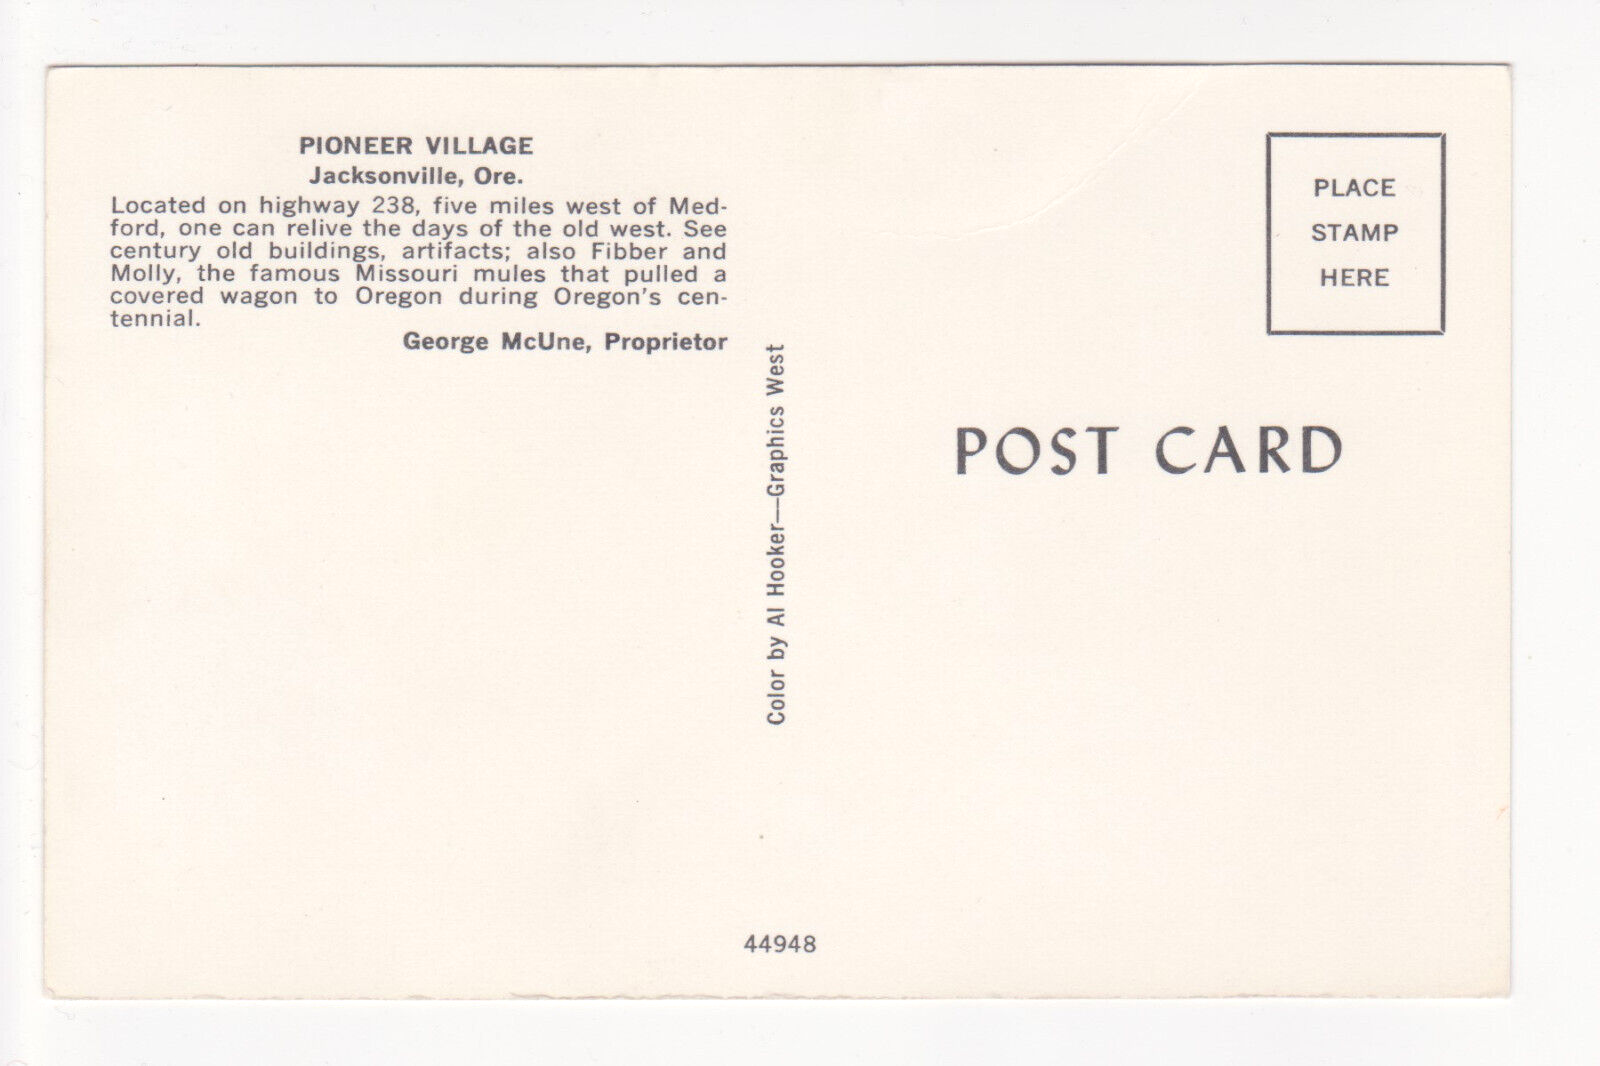 PIONEER VILLAGE
Jacksonville, Ore.
Located on highway 238, five miles west of Med-
ford, one can relive the days of the old west. See
century old buildings, artifacts; also Fibber and
Molly, the famous Missouri mules that pulled a
covered wagon to Oregon during Oregon's cen-
tennial.
George McUne, Proprietor
Color by Al Hooker—Graphics West
44948
PLACE
STAMP
HERE
POST CARD